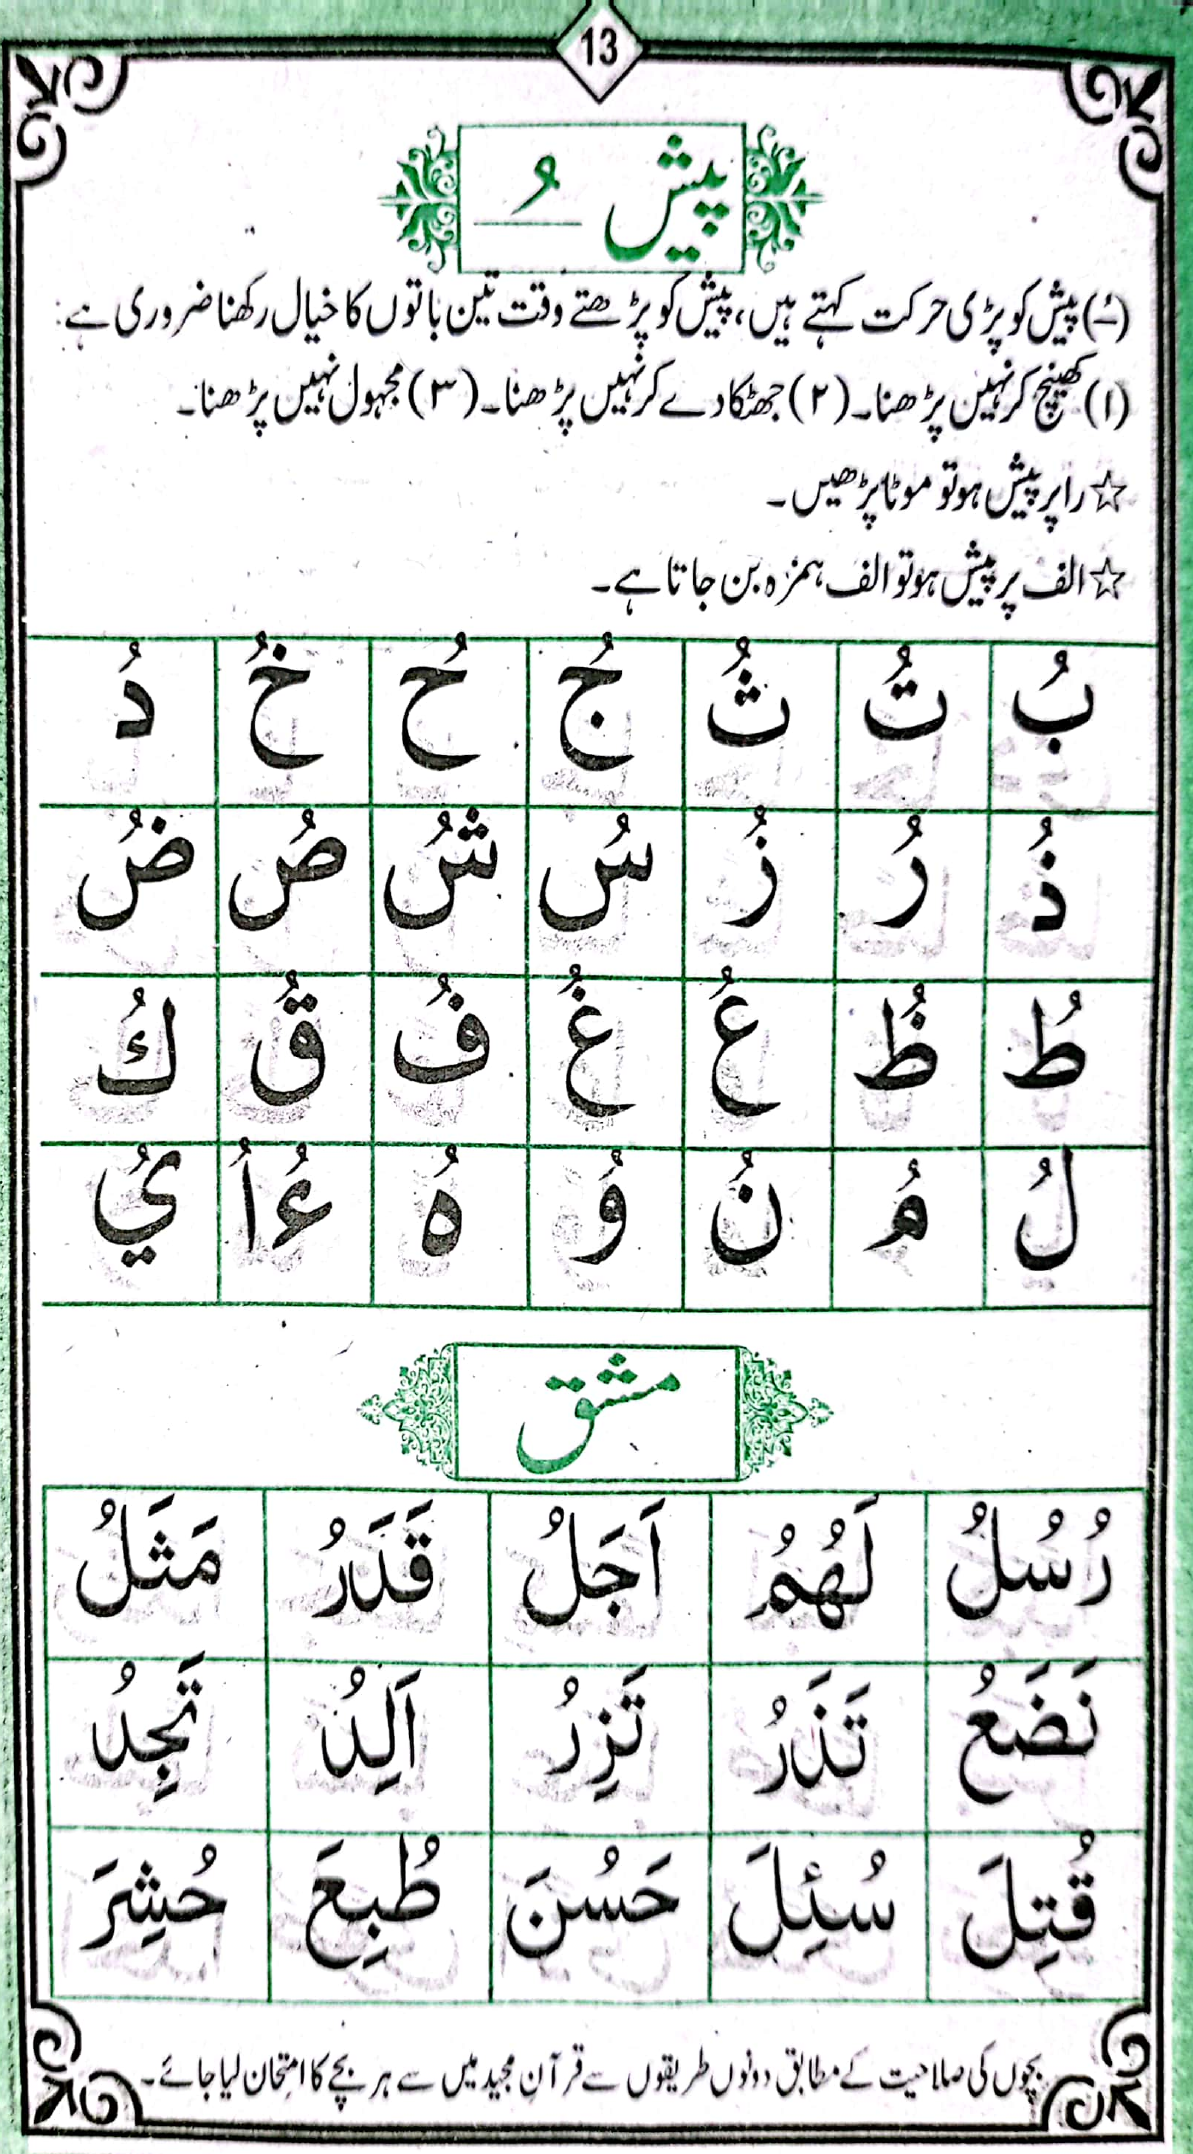 13
پیش ـُ
(ـُ) پیش کو پڑی حرکت کہتے ہیں، پیش کو پڑھتے وقت تین باتوں کا خیال رکھنا ضروری ہے:
(۱) کھینچ کر نہیں پڑھنا۔ (۲) جھٹکا دے کر نہیں پڑھنا۔ (۳) مجہول نہیں پڑھنا۔
☆ را پر پیش ہو تو موٹا پڑھیں۔
☆ الف پر پیش ہو تو الف ہمزہ بن جاتا ہے۔
بُ تُ ثُ جُ حُ خُ دُ
ذُ رُ زُ سُ شُ صُ ضُ
طُ ظُ عُ غُ فُ قُ كُ
لُ مُ نُ وُ هُ ءُ اُ يُ
مشق
رُسُلُ لَهُمُ اَجَلُ قَدَرُ مَثَلُ
نَضَعُ تَذَرُ تَزِرُ اَلِدُ تَجِدُ
قُتِلَ سُئِلَ حَسُنَ طُبِعَ حُشِرَ
بچوں کی صلاحیت کے مطابق دونوں طریقوں سے قرآن مجید میں سے ہر بچے کا امتحان لیا جائے۔